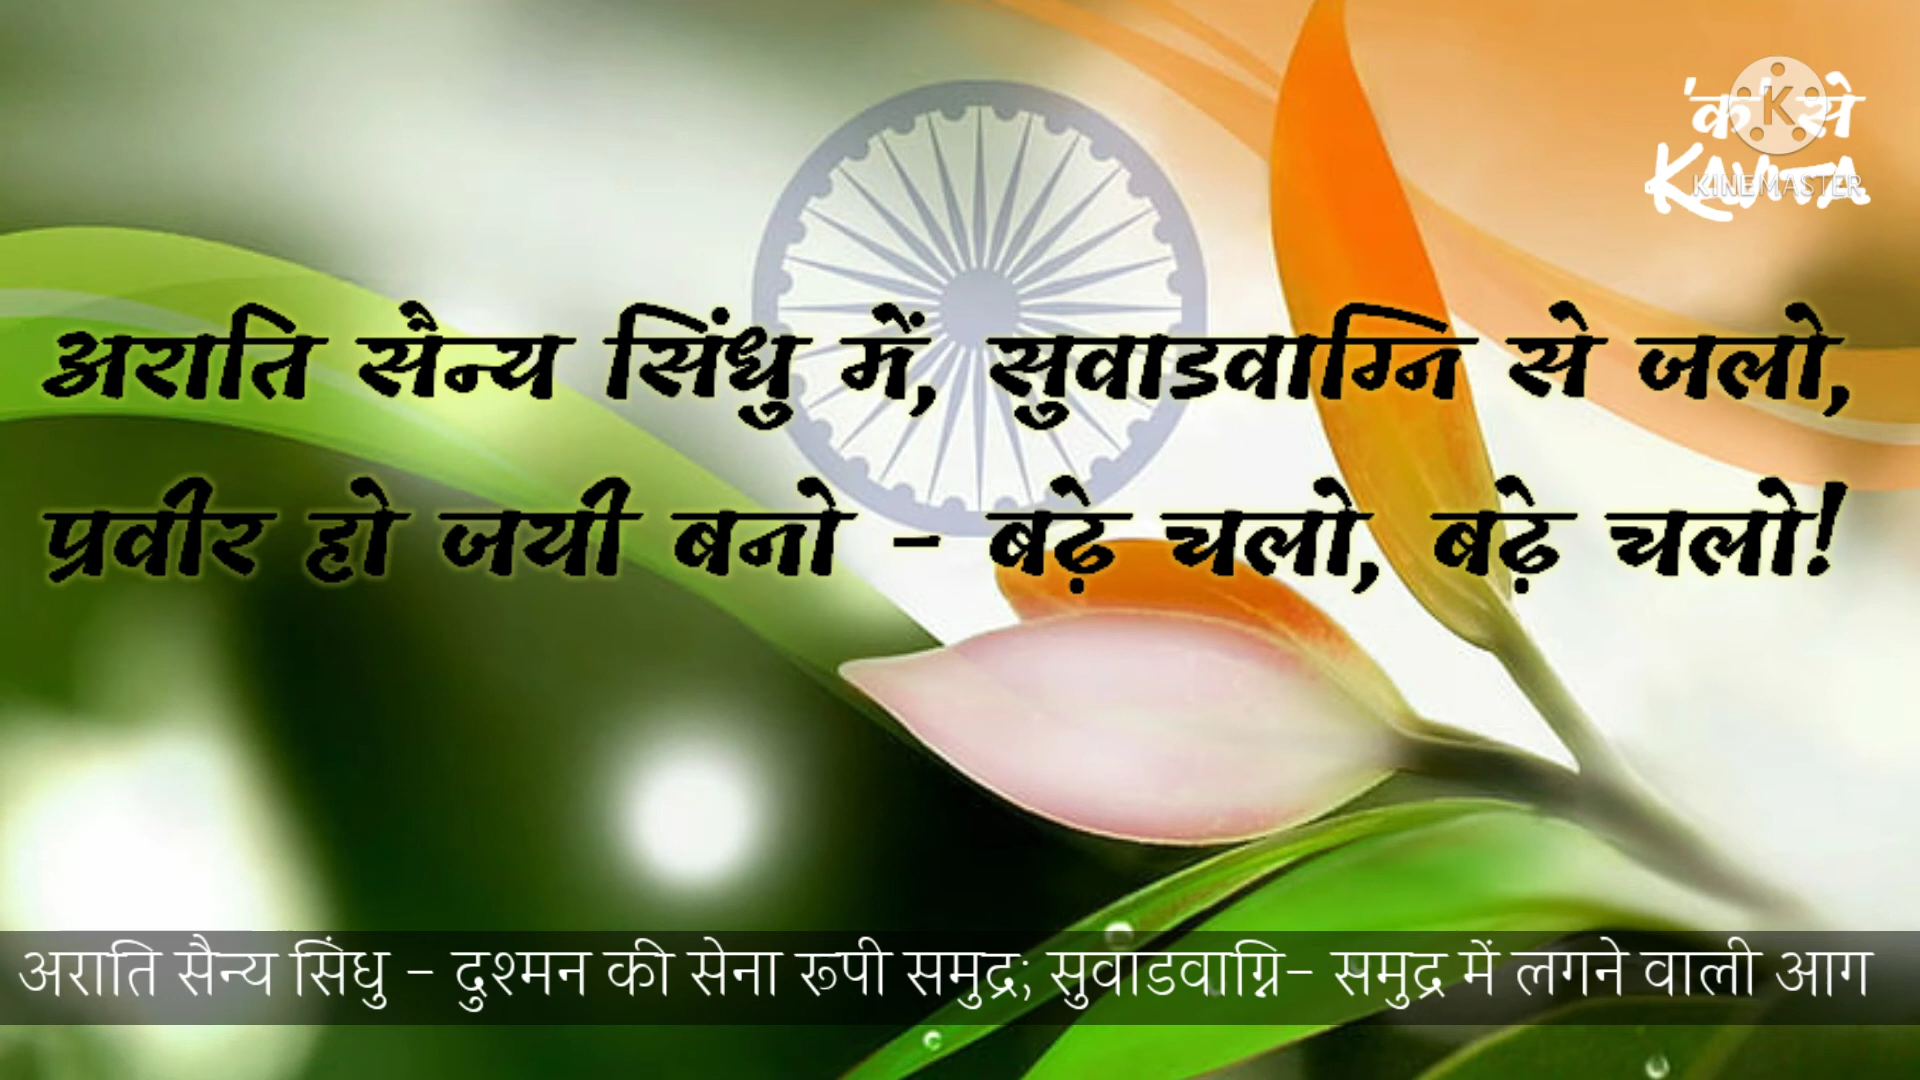 'क' से
KAVITA
KINEMASTER
अराति सैन्य सिंधु में, सुवाडवाग्नि से जलो,
प्रवीर हो जयी बनो - बढ़े चलो, बढ़े चलो!
अराति सैन्य सिंधु - दुश्मन की सेना रूपी समुद्र; सुवाडवाग्नि- समुद्र में लगने वाली आग